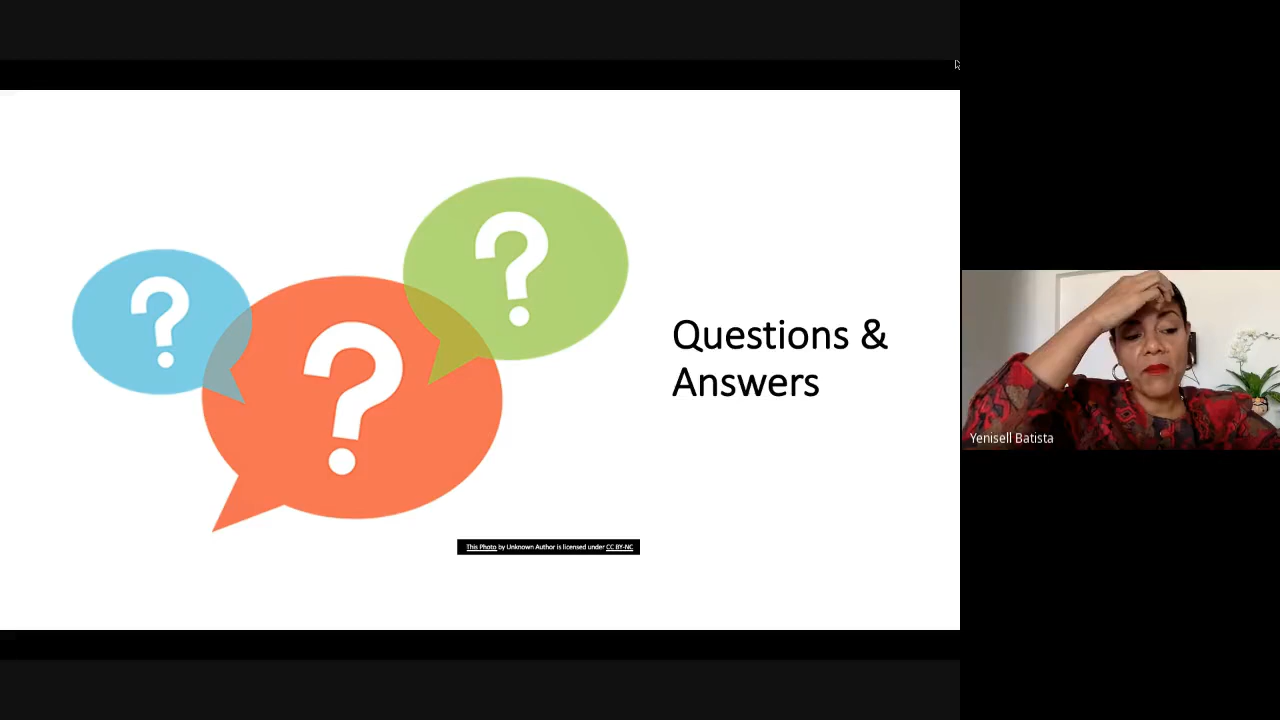 ?
?
?
Questions &
Answers
This Photo by Unknown Author is licensed under CC BY-NC
Yenisell Batista